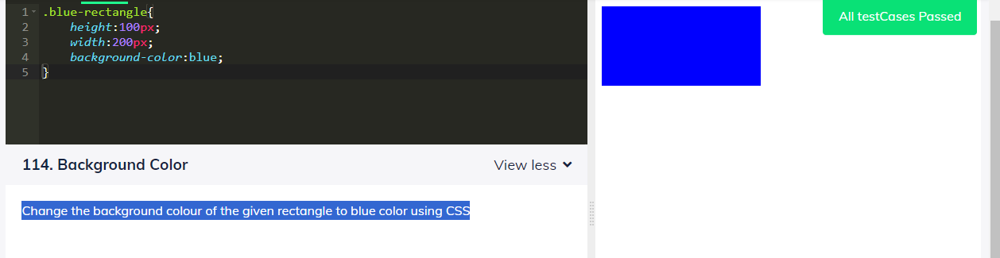 1 .blue-rectangle{
2 height:100px;
3 width:200px;
4 background-color:blue;
5 }
All testCases Passed
114. Background Color
View less
Change the background colour of the given rectangle to blue color using CSS